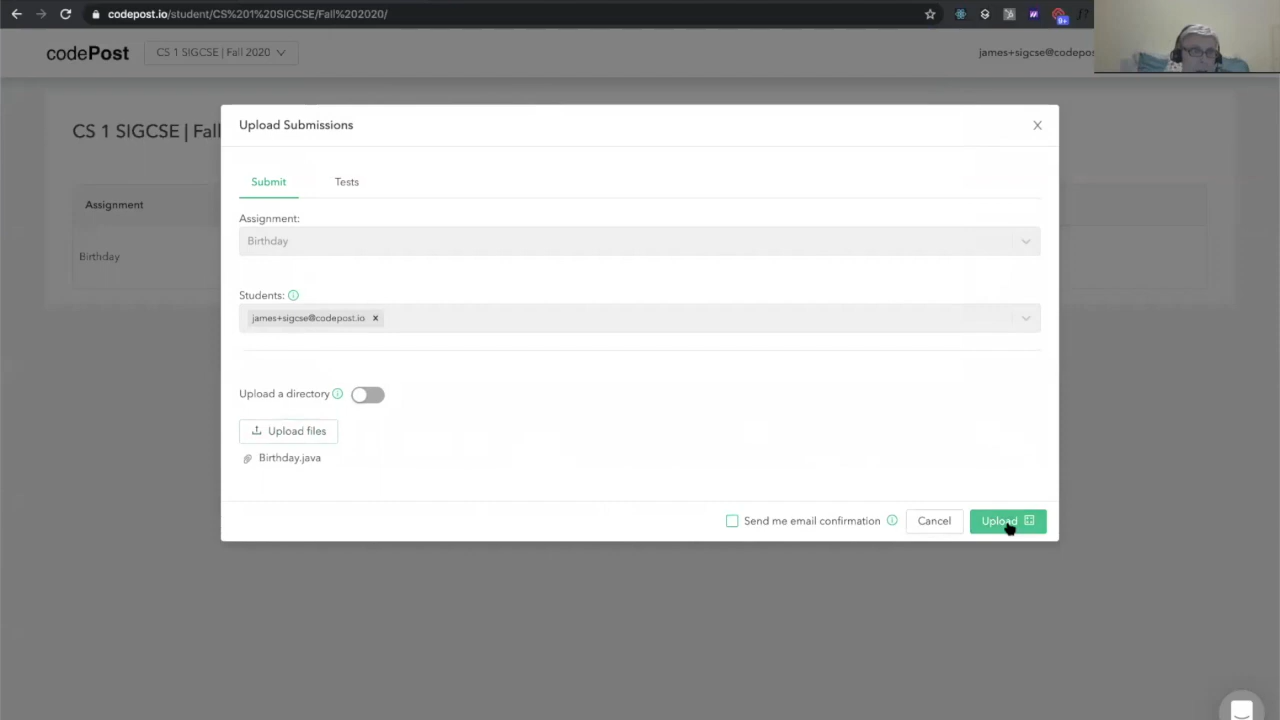 codepost.io/student/CS%201%20SIGCSE/Fall%202020/
9+
codePost
CS 1 SIGCSE | Fall 2020
james+sigcse@codepos
CS 1 SIGCSE | Fall
Upload Submissions
Submit
Tests
Assignment:
Birthday
Assignment
Birthday
Students:
james+sigcse@codepost.io
Upload a directory
Upload files
Birthday.java
Send me email confirmation
Cancel
Upload